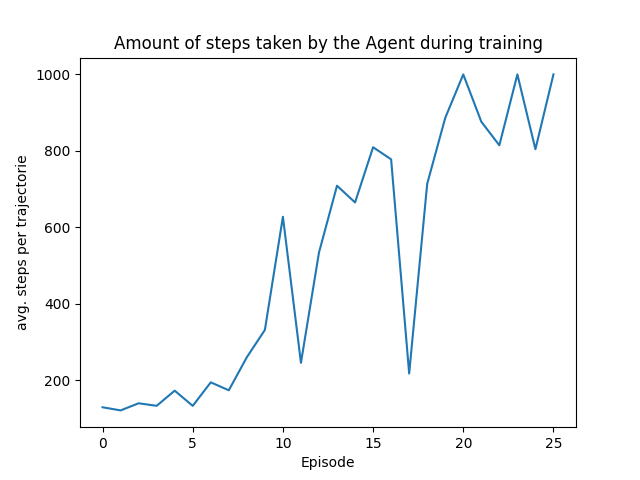 Amount of steps taken by the Agent during training
avg. steps per trajectorie
1000
800
600
400
200
0 5 10 15 20 25
Episode